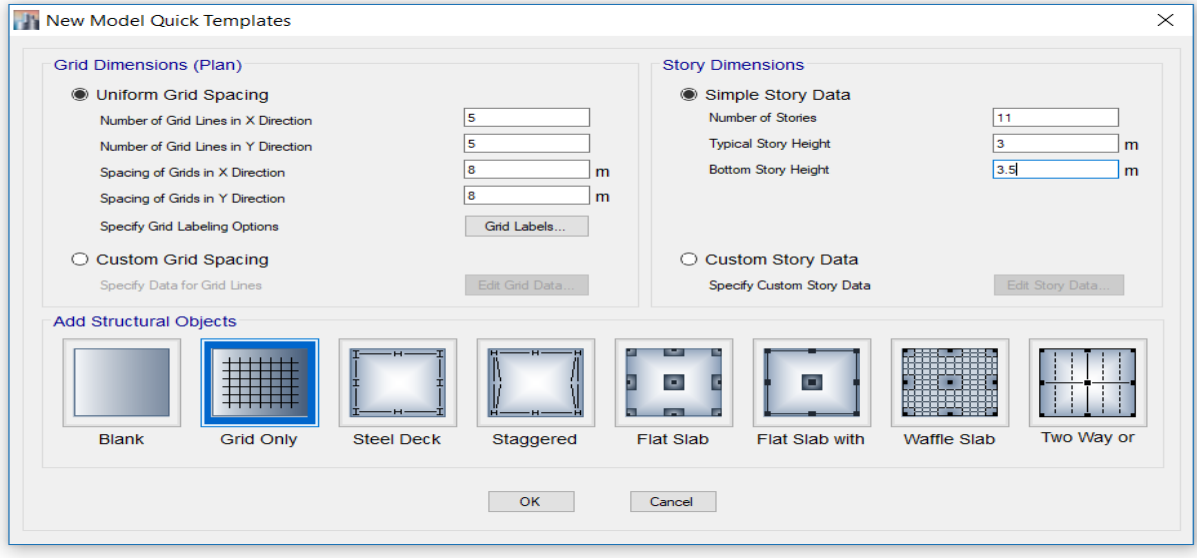 New Model Quick Templates
Grid Dimensions (Plan)
Uniform Grid Spacing
Number of Grid Lines in X Direction 5
Number of Grid Lines in Y Direction 5
Spacing of Grids in X Direction 8 m
Spacing of Grids in Y Direction 8 m
Specify Grid Labeling Options Grid Labels...
Custom Grid Spacing
Specify Data for Grid Lines Edit Grid Data...
Story Dimensions
Simple Story Data
Number of Stories 11
Typical Story Height 3 m
Bottom Story Height 3.5 m
Custom Story Data
Specify Custom Story Data Edit Story Data...
Add Structural Objects
Blank Grid Only Steel Deck Staggered Flat Slab Flat Slab with Waffle Slab Two Way or
OK Cancel